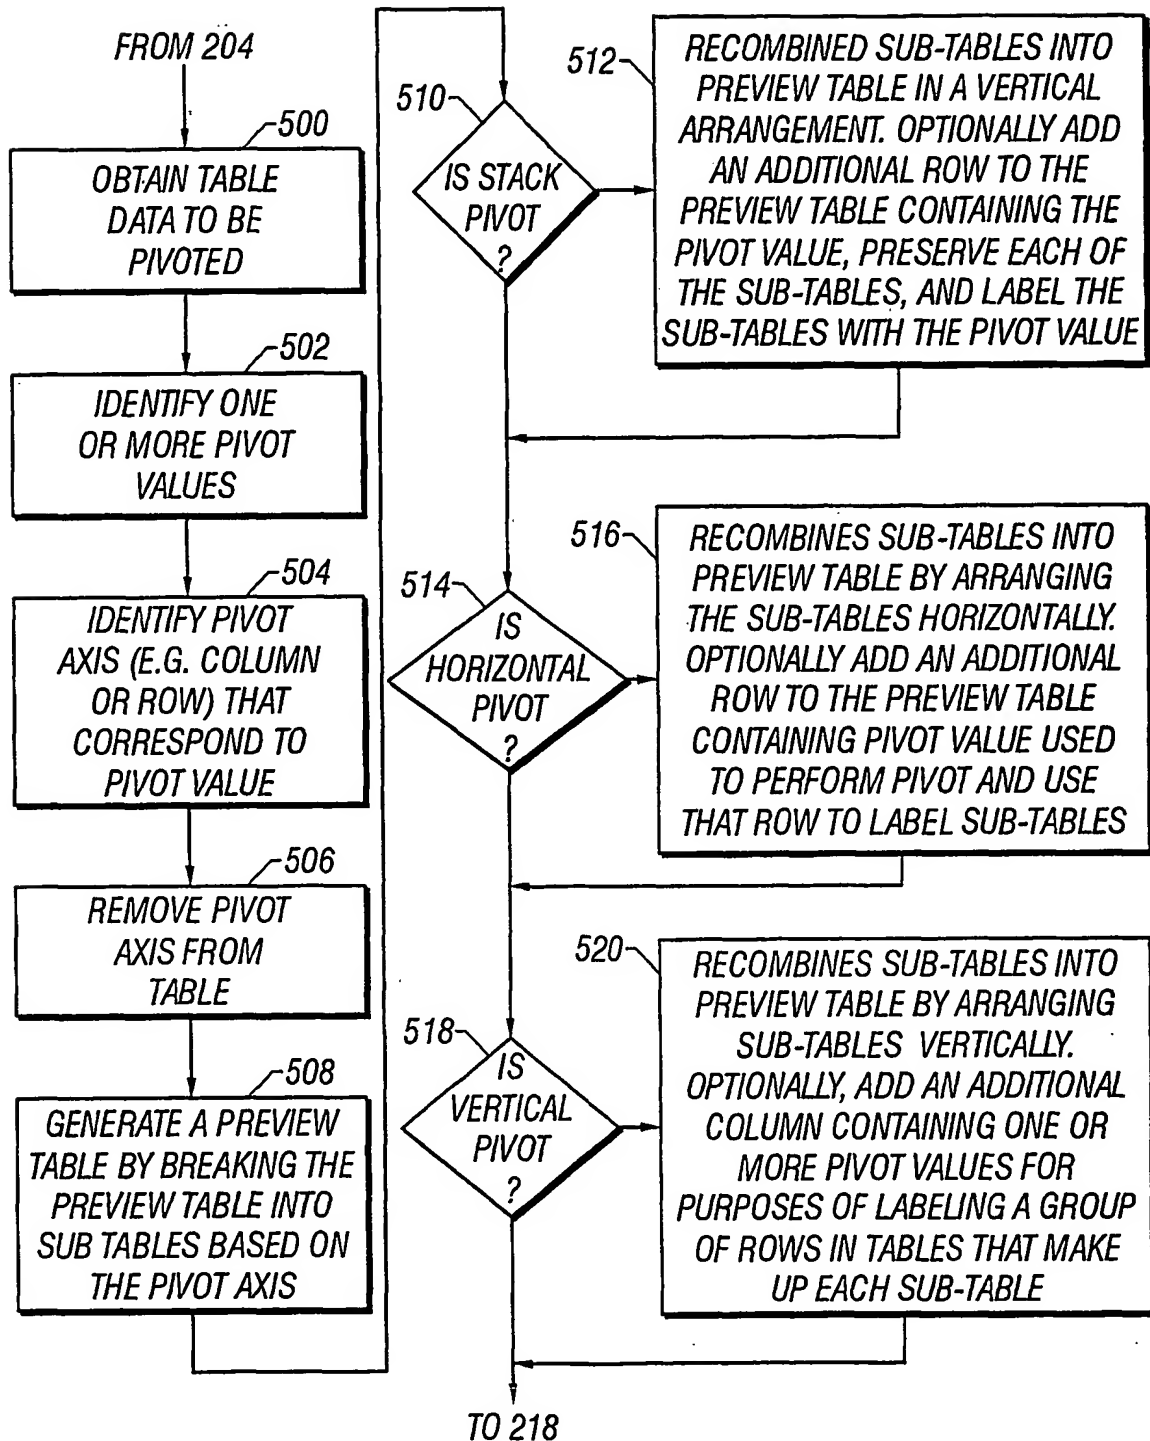 FROM 204
500
OBTAIN TABLE
DATA TO BE
PIVOTED
502
IDENTIFY ONE
OR MORE PIVOT
VALUES
504
IDENTIFY PIVOT
AXIS (E.G. COLUMN
OR ROW) THAT
CORRESPOND TO
PIVOT VALUE
506
REMOVE PIVOT
AXIS FROM
TABLE
508
GENERATE A PREVIEW
TABLE BY BREAKING THE
PREVIEW TABLE INTO
SUB TABLES BASED ON
THE PIVOT AXIS
510
IS STACK
PIVOT
?
512
RECOMBINED SUB-TABLES INTO
PREVIEW TABLE IN A VERTICAL
ARRANGEMENT. OPTIONALLY ADD
AN ADDITIONAL ROW TO THE
PREVIEW TABLE CONTAINING THE
PIVOT VALUE, PRESERVE EACH OF
THE SUB-TABLES, AND LABEL THE
SUB-TABLES WITH THE PIVOT VALUE
514
IS
HORIZONTAL
PIVOT
?
516
RECOMBINES SUB-TABLES INTO
PREVIEW TABLE BY ARRANGING
THE SUB-TABLES HORIZONTALLY.
OPTIONALLY ADD AN ADDITIONAL
ROW TO THE PREVIEW TABLE
CONTAINING PIVOT VALUE USED
TO PERFORM PIVOT AND USE
THAT ROW TO LABEL SUB-TABLES
518
IS
VERTICAL
PIVOT
?
520
RECOMBINES SUB-TABLES INTO
PREVIEW TABLE BY ARRANGING
SUB-TABLES VERTICALLY.
OPTIONALLY, ADD AN ADDITIONAL
COLUMN CONTAINING ONE OR
MORE PIVOT VALUES FOR
PURPOSES OF LABELING A GROUP
OF ROWS IN TABLES THAT MAKE
UP EACH SUB-TABLE
TO 218